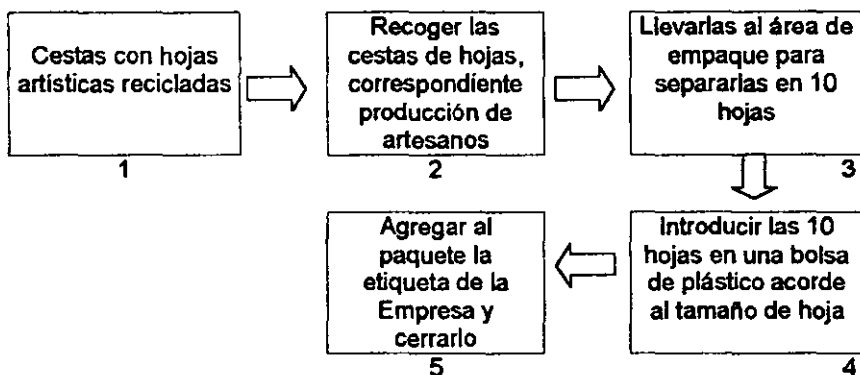 Cestas con hojas
artísticas recicladas
1
Recoger las
cestas de hojas,
correspondiente
producción de
artesanos
2
Llevarlas al área de
empaque para
separarlas en 10
hojas
3
Introducir las 10
hojas en una bolsa
de plástico acorde
al tamaño de hoja
4
Agregar al
paquete la
etiqueta de la
Empresa y
cerrarlo
5